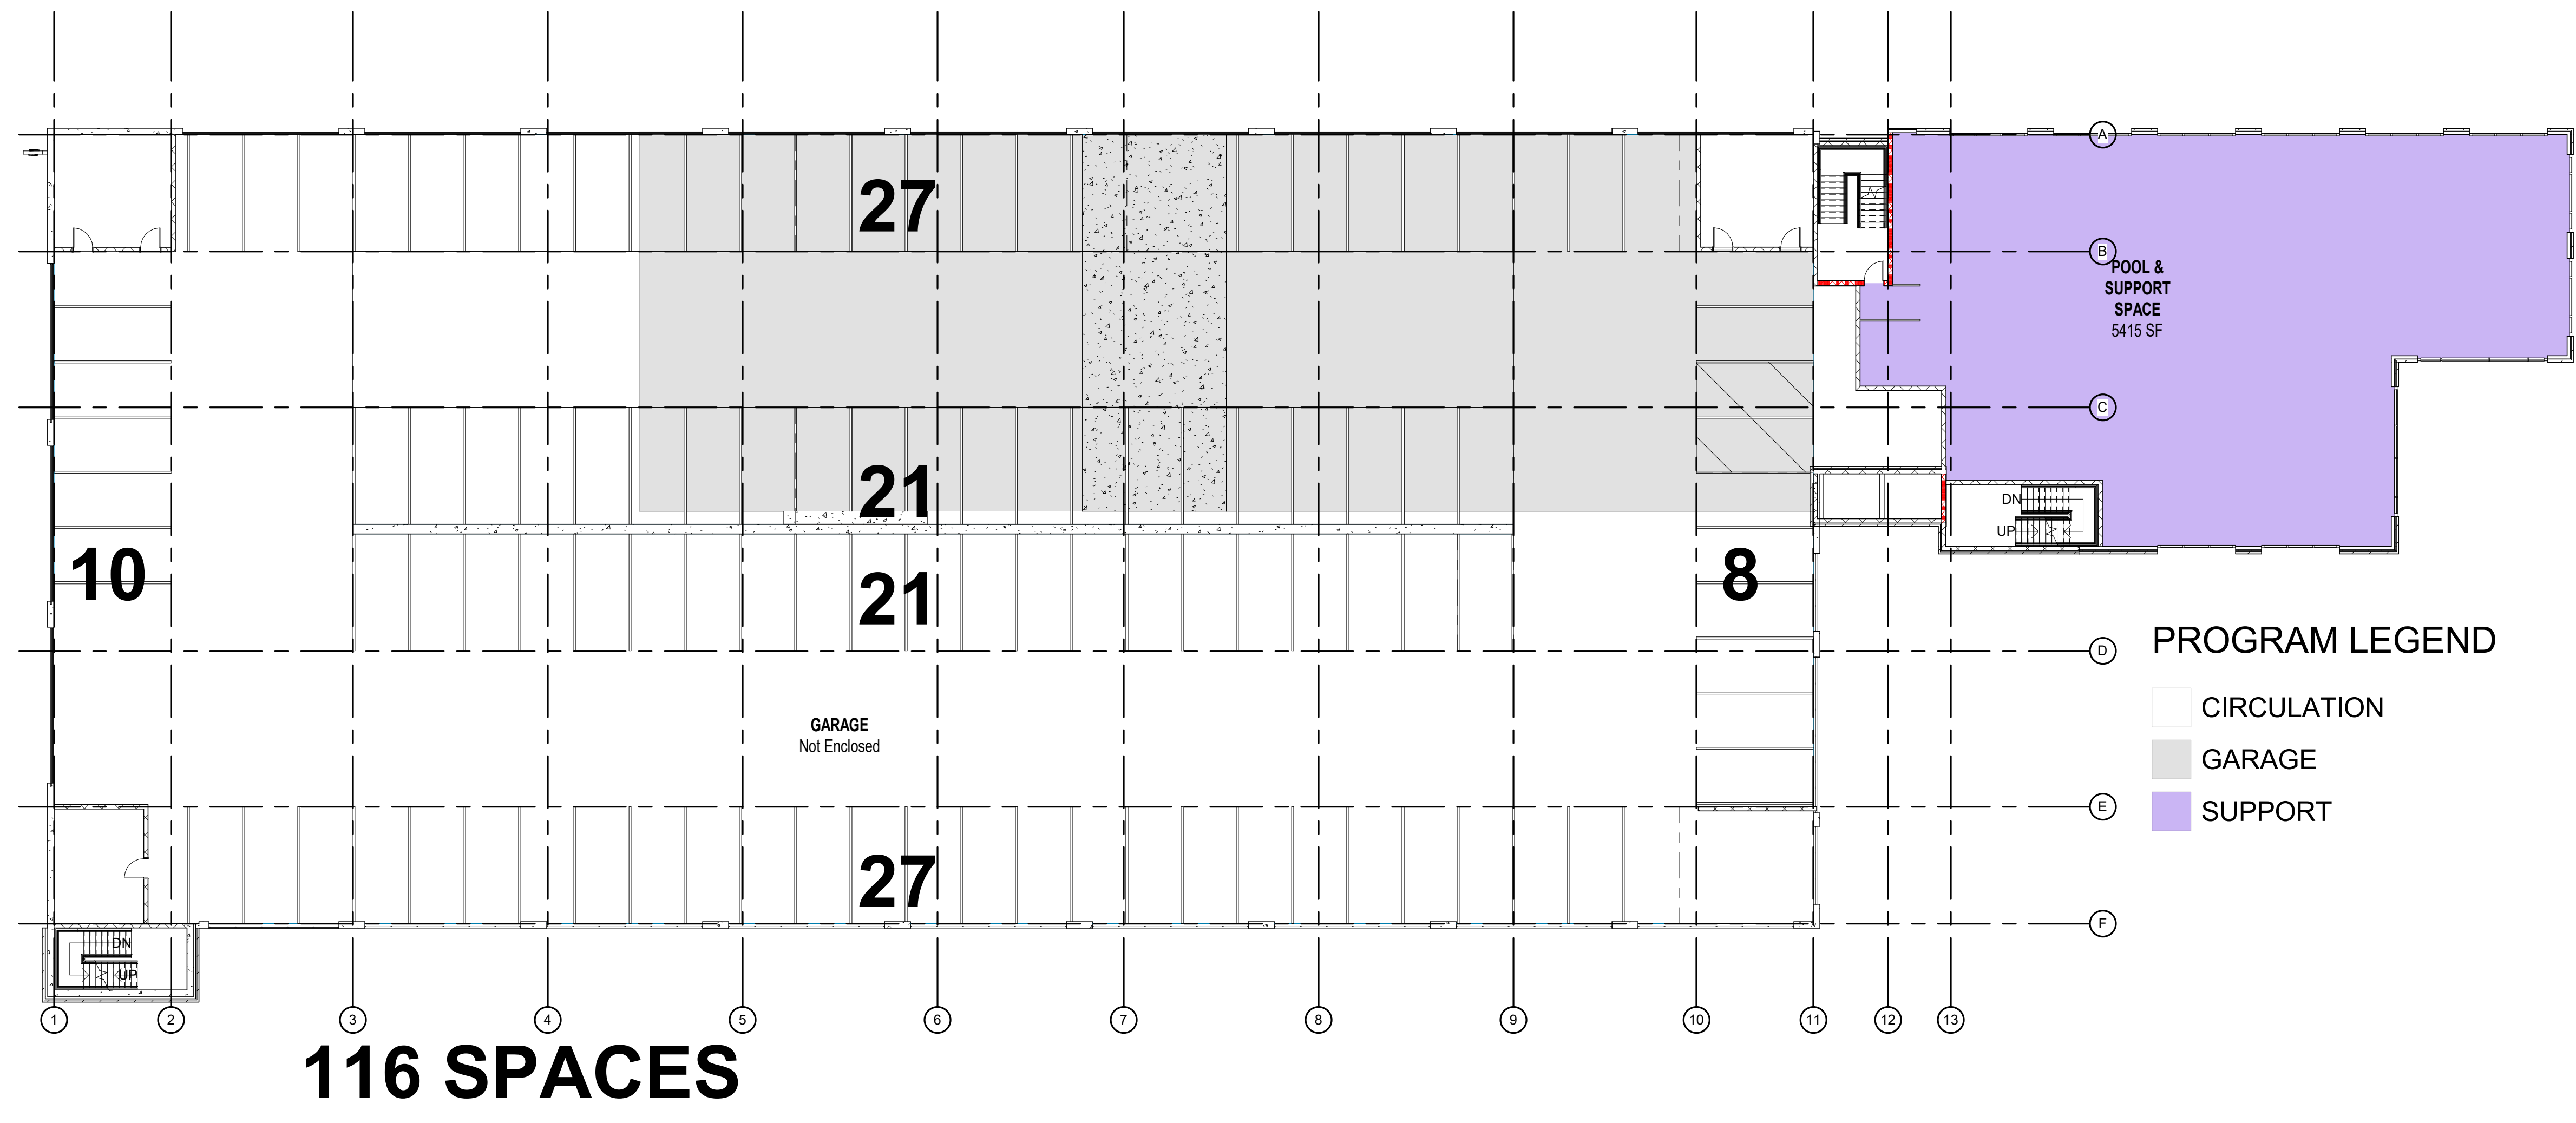 A
27
B
POOL &
SUPPORT
SPACE
5415 SF
C
21
DN
UP
10
21
8
PROGRAM LEGEND
D
CIRCULATION
GARAGE
Not Enclosed
GARAGE
E
SUPPORT
27
F
DN
UP
1
2
3
4
5
6
7
8
9
10
11
12
13
116 SPACES